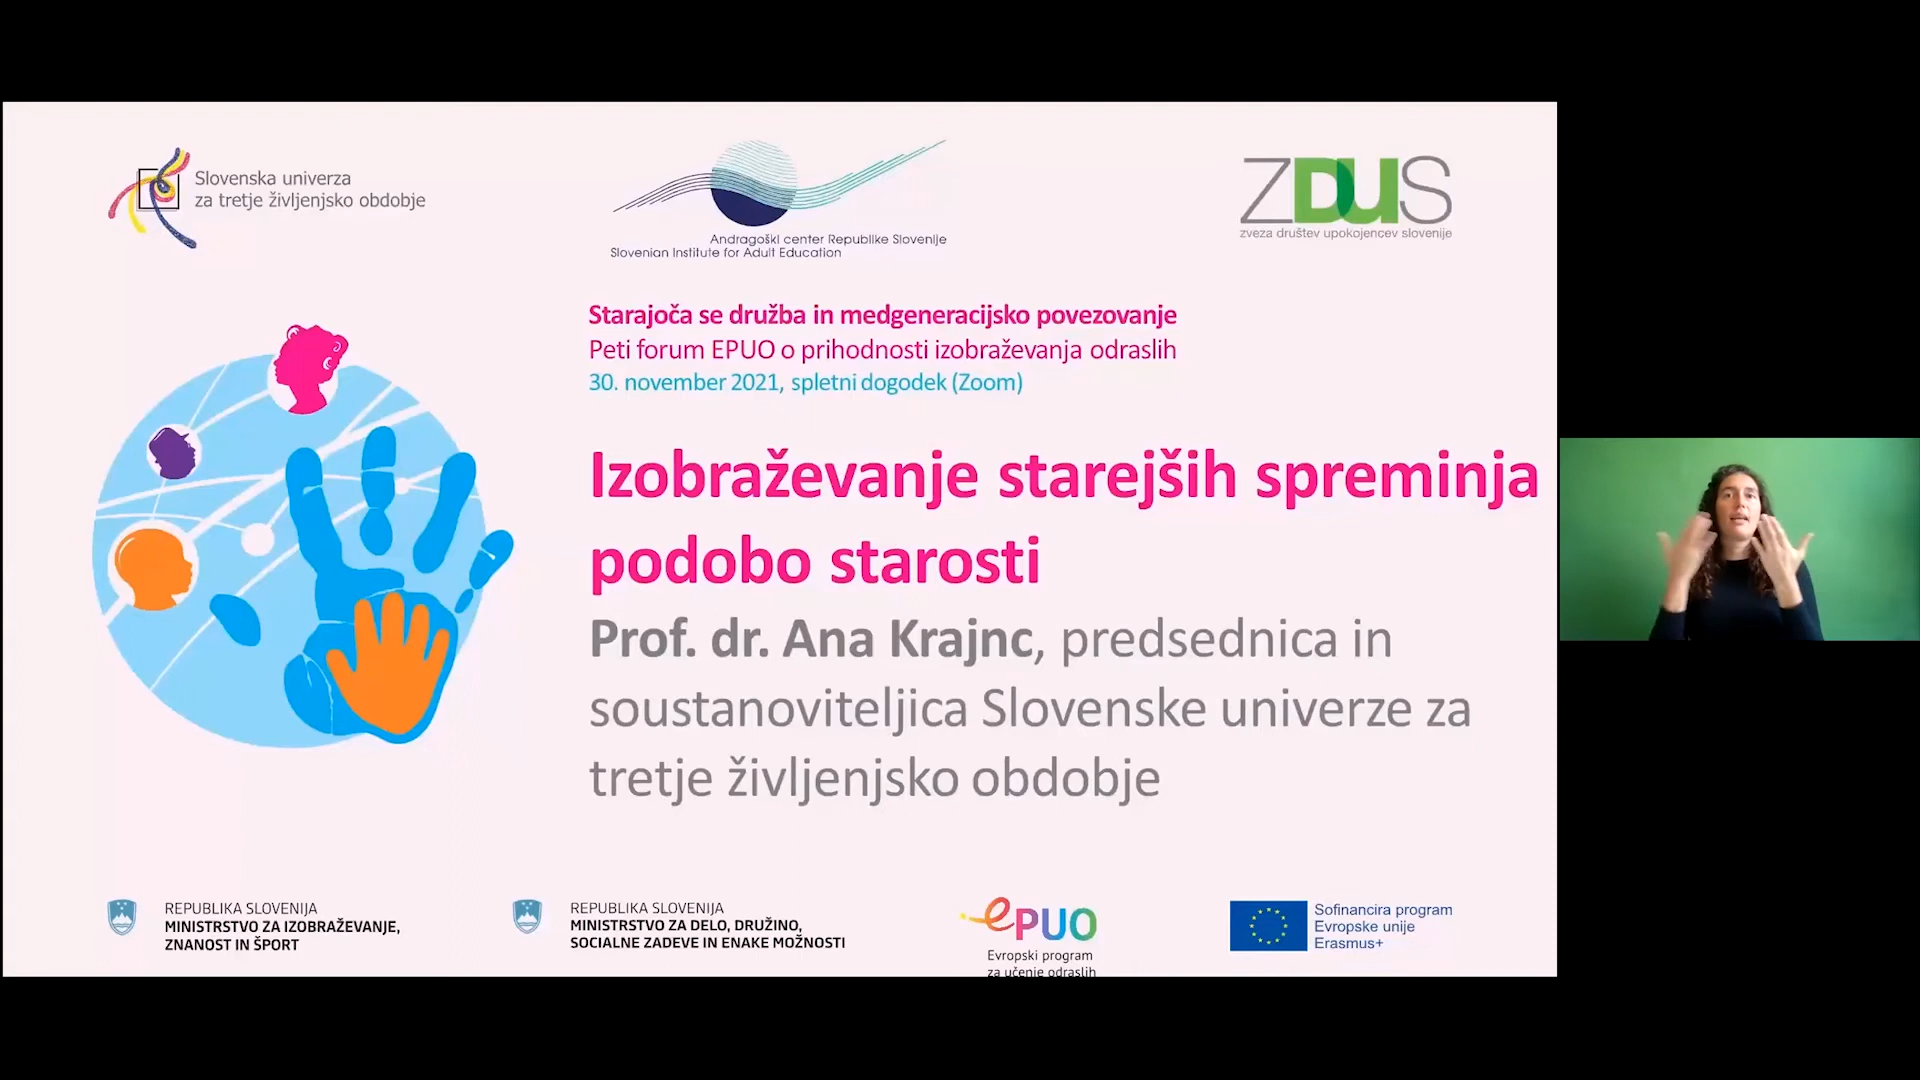 Slovenska univerza
za tretje življenjsko obdobje
Andragoški center Republike Slovenije
Slovenian Institute for Adult Education
ZDUS
zveza društev upokojencev slovenije
Starajoča se družba in medgeneracijsko povezovanje
Peti forum EPUO o prihodnosti izobraževanja odraslih
30. november 2021, spletni dogodek (Zoom)
Izobraževanje starejših spreminja
podobo starosti
Prof. dr. Ana Krajnc, predsednica in
soustanoviteljica Slovenske univerze za
tretje življenjsko obdobje
REPUBLIKA SLOVENIJA
MINISTRSTVO ZA IZOBRAŽEVANJE,
ZNANOST IN ŠPORT
REPUBLIKA SLOVENIJA
MINISTRSTVO ZA DELO, DRUŽINO,
SOCIALNE ZADEVE IN ENAKE MOŽNOSTI
ePUO
Evropski program
za učenje odraslih
Sofinancira program
Evropske unije
Erasmus+